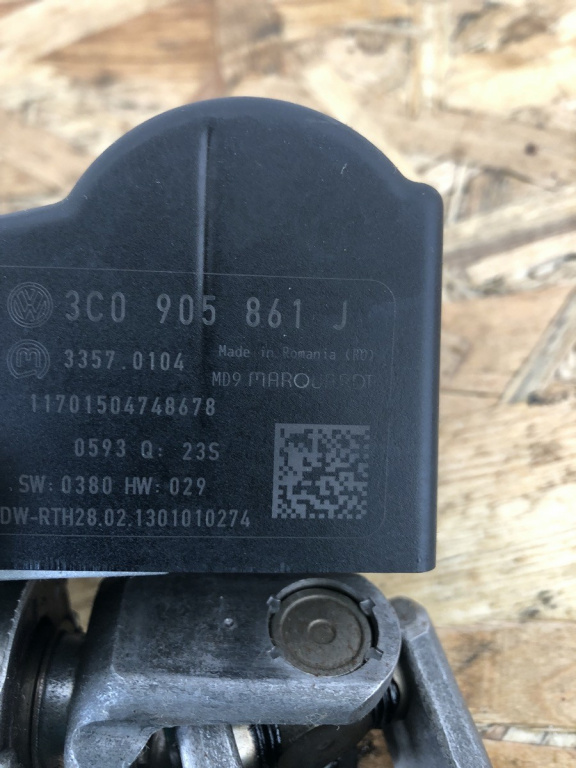 3C0 905 861 J
3357.0104 Made in Romania (RO)
MD9 MARQUARDT
11701504748678
0593 Q: 23S
SW: 0380 HW: 029
DW-RTH28.02.1301010274